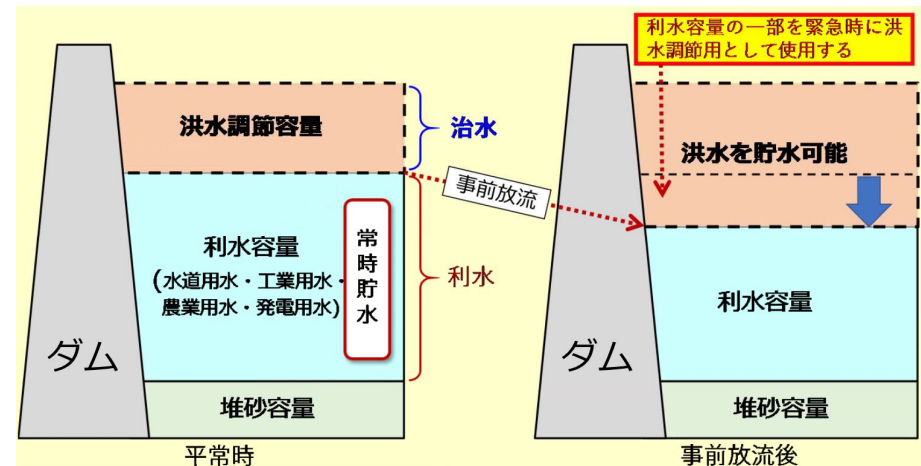 利水容量の一部を緊急時に洪
水調節用として使用する
洪水調節容量
治水
事前放流
利水容量
(水道用水・工業用水・
農業用水・発電用水)
常時貯水
利水
ダム
堆砂容量
平常時
洪水を貯水可能
利水容量
ダム
堆砂容量
事前放流後